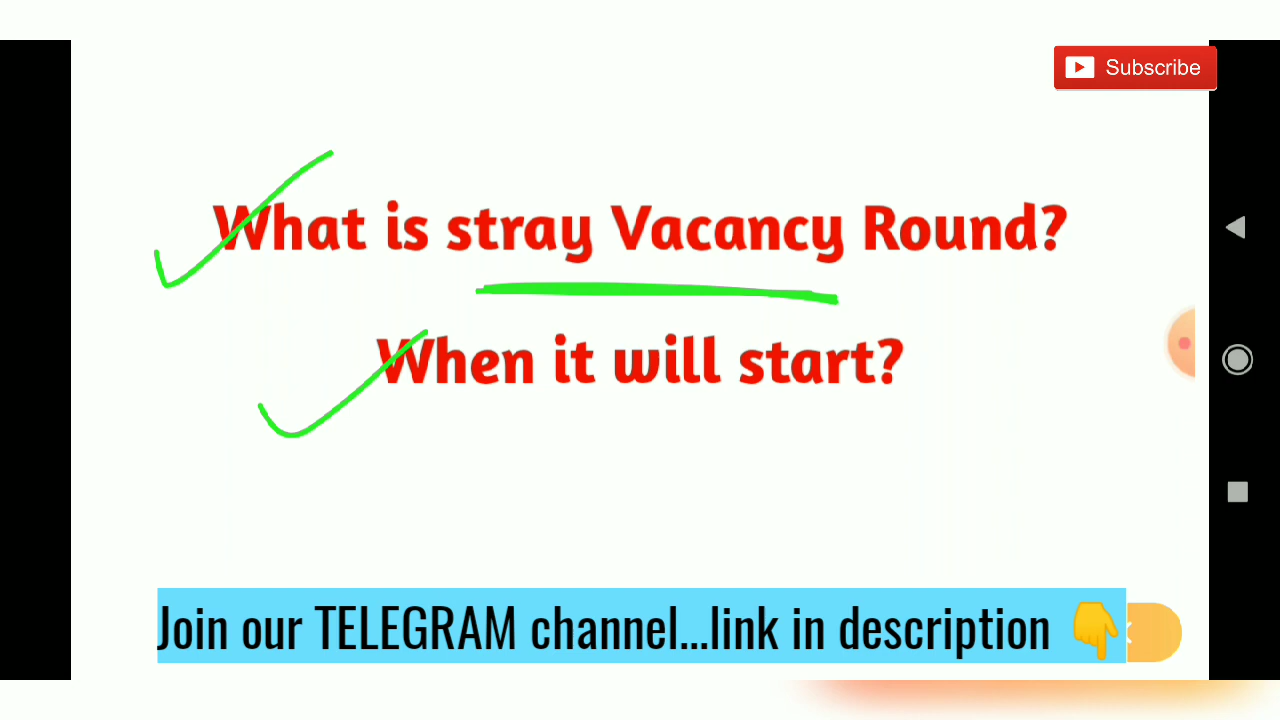 Subscribe
What is stray Vacancy Round?
When it will start?
Join our TELEGRAM channel...link in description 👇